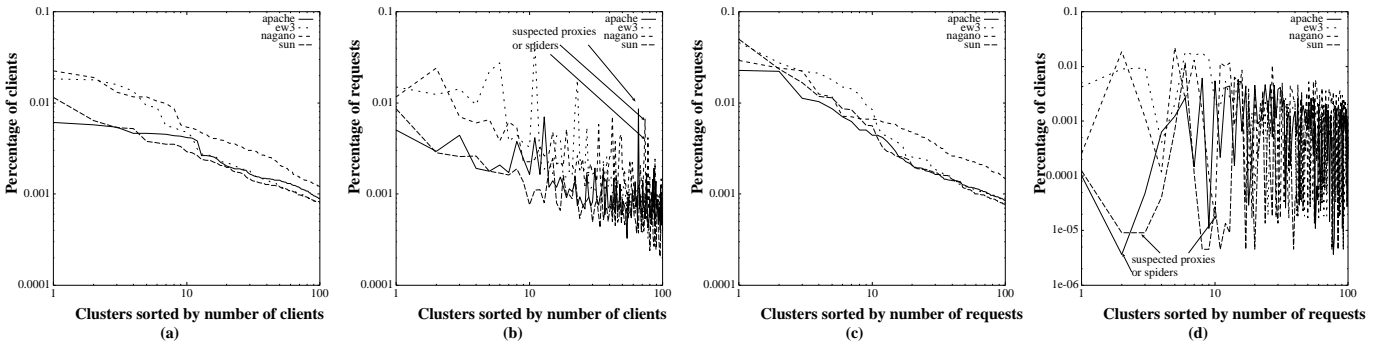 Percentage of clients
0.1
0.01
0.001
0.0001
1
10
100
apache
ew3
nagano
sun
Clusters sorted by number of clients
(a)
Percentage of requests
0.1
0.01
0.001
0.0001
1
10
100
apache
ew3
nagano
sun
suspected proxies
or spiders
Clusters sorted by number of clients
(b)
Percentage of requests
0.1
0.01
0.001
0.0001
1
10
100
apache
ew3
nagano
sun
Clusters sorted by number of requests
(c)
Percentage of clients
0.1
0.01
0.001
0.0001
1e-05
1e-06
1
10
100
apache
ew3
nagano
sun
suspected proxies
or spiders
Clusters sorted by number of requests
(d)